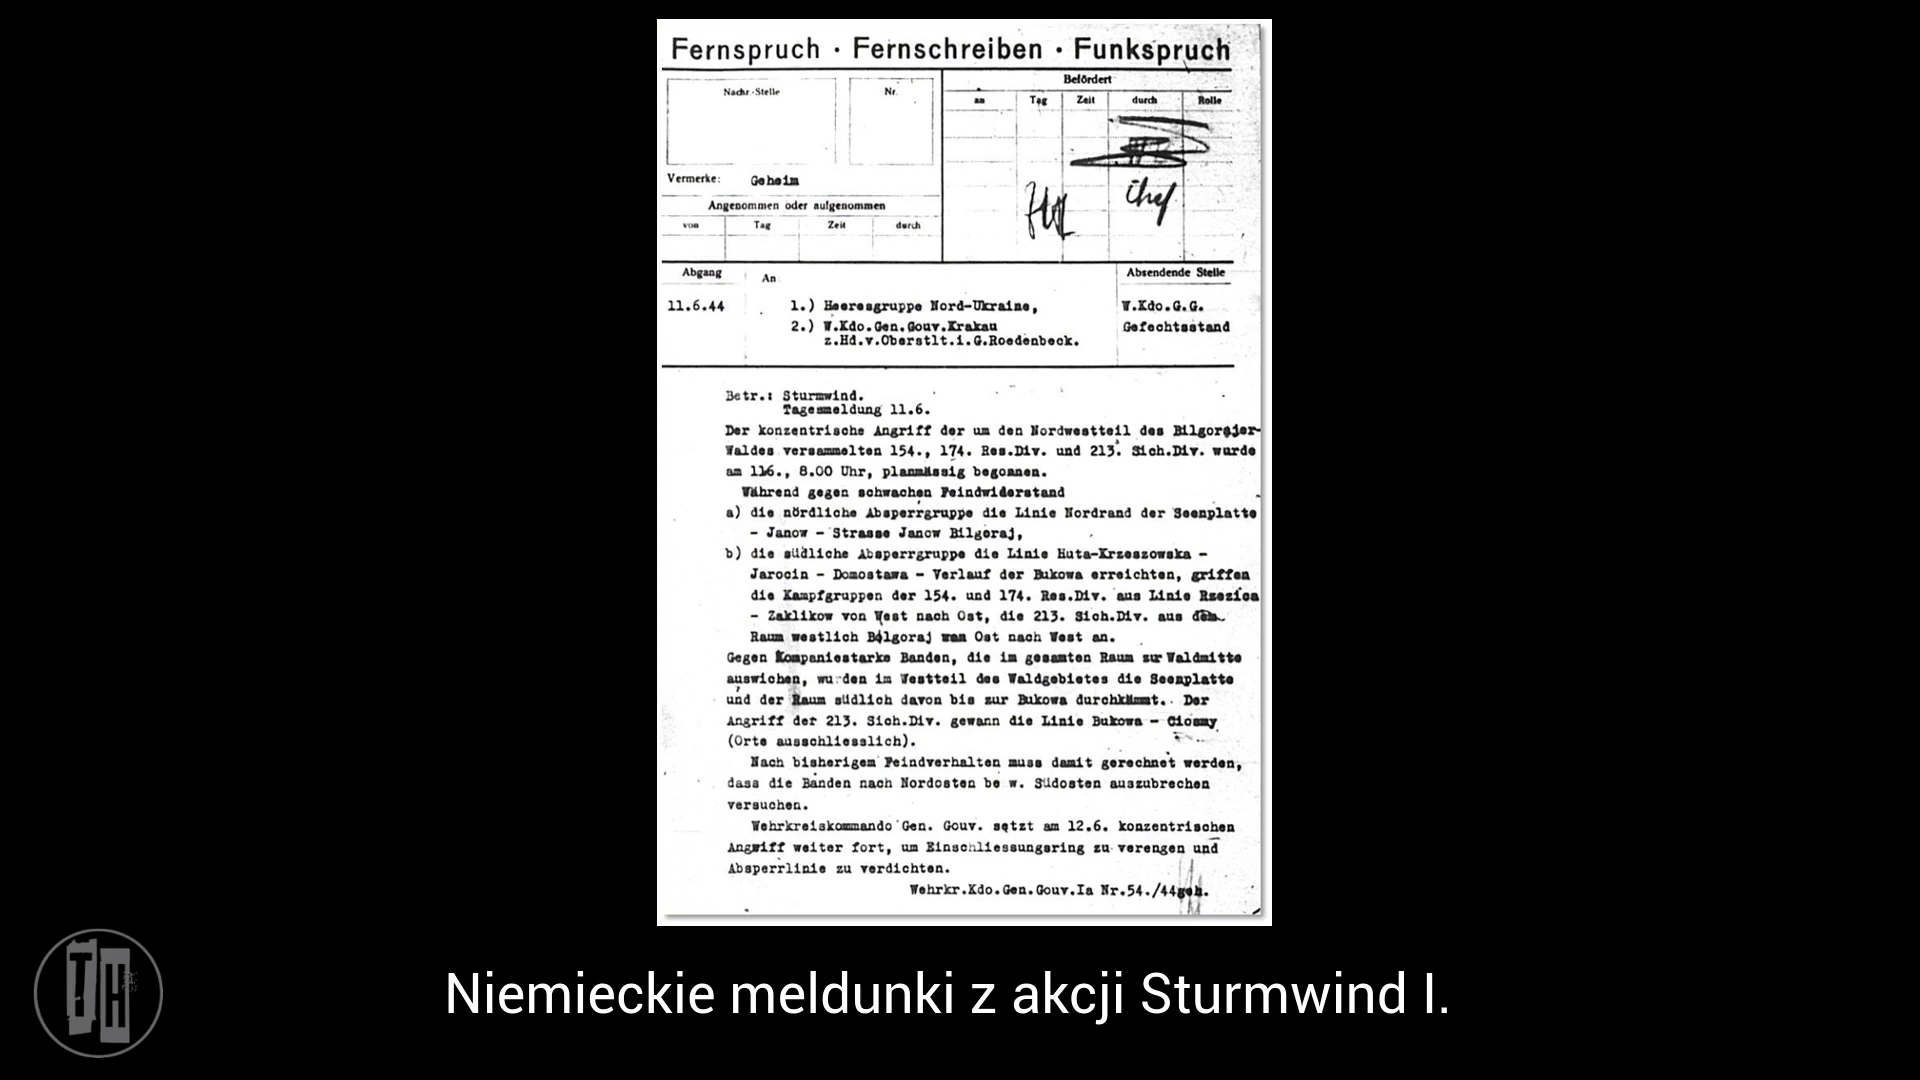 Fernspruch · Fernschreiben · Funkspruch
Nachr.-Stelle
Nr.
Befördert
an Tag Zeit durch Rolle
Vermerke: Geheim
Angenommen oder aufgenommen
von Tag Zeit durch
Chef
Abgang An Absendende Stelle
11.6.44 1.) Heeresgruppe Nord-Ukraine, W.Kdo.G.G.
2.) W.Kdo.Gen.Gouv.Krakau Gefechtsstand
z.Hd.v.Oberstlt.i.G.Roedenbeck.
Betr.: Sturmwind.
Tagesmeldung 11.6.
Der konzentrische Angriff der um den Nordwestteil des Bilgorajer-
Waldes versammelten 154., 174. Res.Div. und 213. Sich.Div. wurde
am 116., 8.00 Uhr, planmässig begonnen.
Während gegen schwachen Feindwiderstand
a) die nördliche Absperrgruppe die Linie Nordrand der Seenplatte
- Janow - Strasse Janow Bilgoraj,
b) die südliche Absperrgruppe die Linie Huta-Krzeszowska -
Jarocin - Domostawa - Verlauf der Bukowa erreichten, griffen
die Kampfgruppen der 154. und 174. Res.Div. aus Linie Rzezica
- Zaklikow von West nach Ost, die 213. Sich.Div. aus dem
Raum westlich Bilgoraj von Ost nach West an.
Gegen Kompaniestarke Banden, die im gesamten Raum zur Waldmitte
auswichen, wurden im Westteil des Waldgebietes die Seenplatte
und der Raum südlich davon bis zur Bukowa durchkämmt. Der
Angriff der 213. Sich.Div. gewann die Linie Bukowa - Ciosmy
(Orte ausschliesslich).
Nach bisherigem Feindverhalten muss damit gerechnet werden,
dass die Banden nach Nordosten be w. Südosten auszubrechen
versuchen.
Wehrkreiskommando Gen. Gouv. setzt am 12.6. konzentrischen
Angriff weiter fort, um Einschliessungsring zu verengen und
Absperrlinie zu verdichten.
Wehrkr.Kdo.Gen.Gouv.Ia Nr.54./44geh.
TH
Niemieckie meldunki z akcji Sturmwind I.